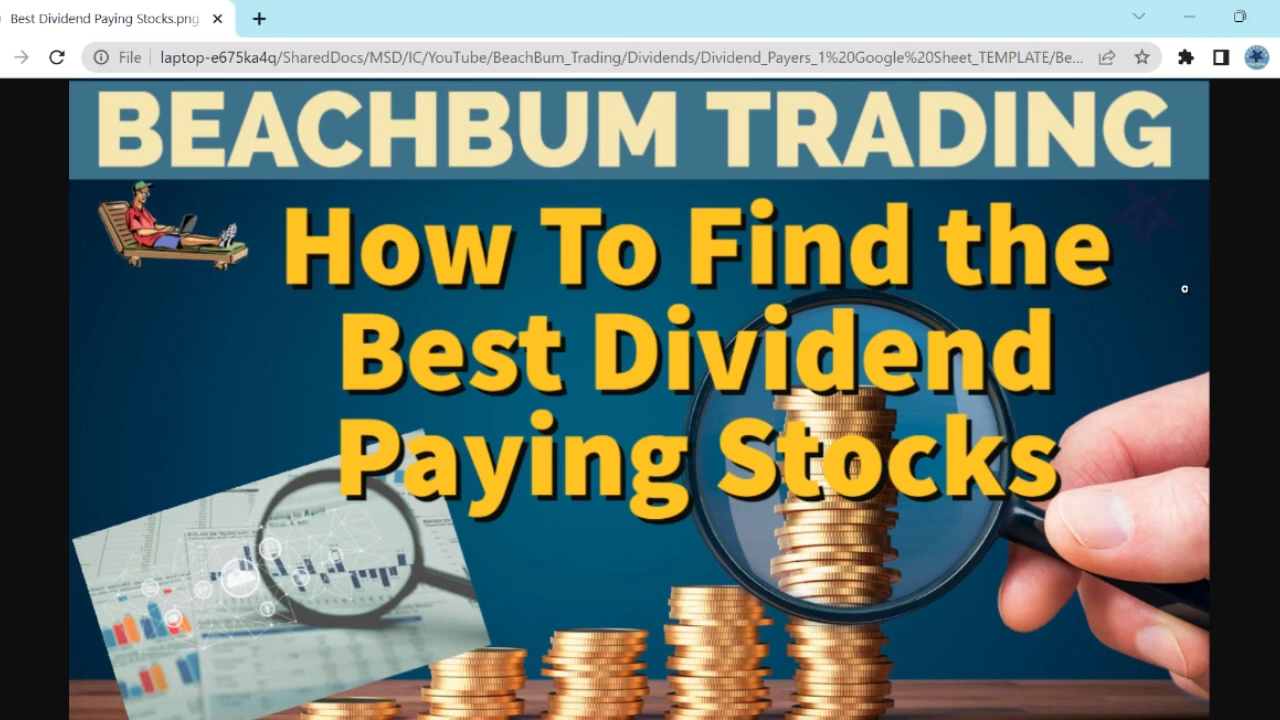 Best Dividend Paying Stocks.png
File
laptop-e675ka4q/SharedDocs/MSD/IC/YouTube/BeachBum_Trading/Dividends/Dividend_Payers_1%20Google%20Sheet_TEMPLATE/Be...
BEACHBUM TRADING
How To Find the
Best Dividend
Paying Stocks